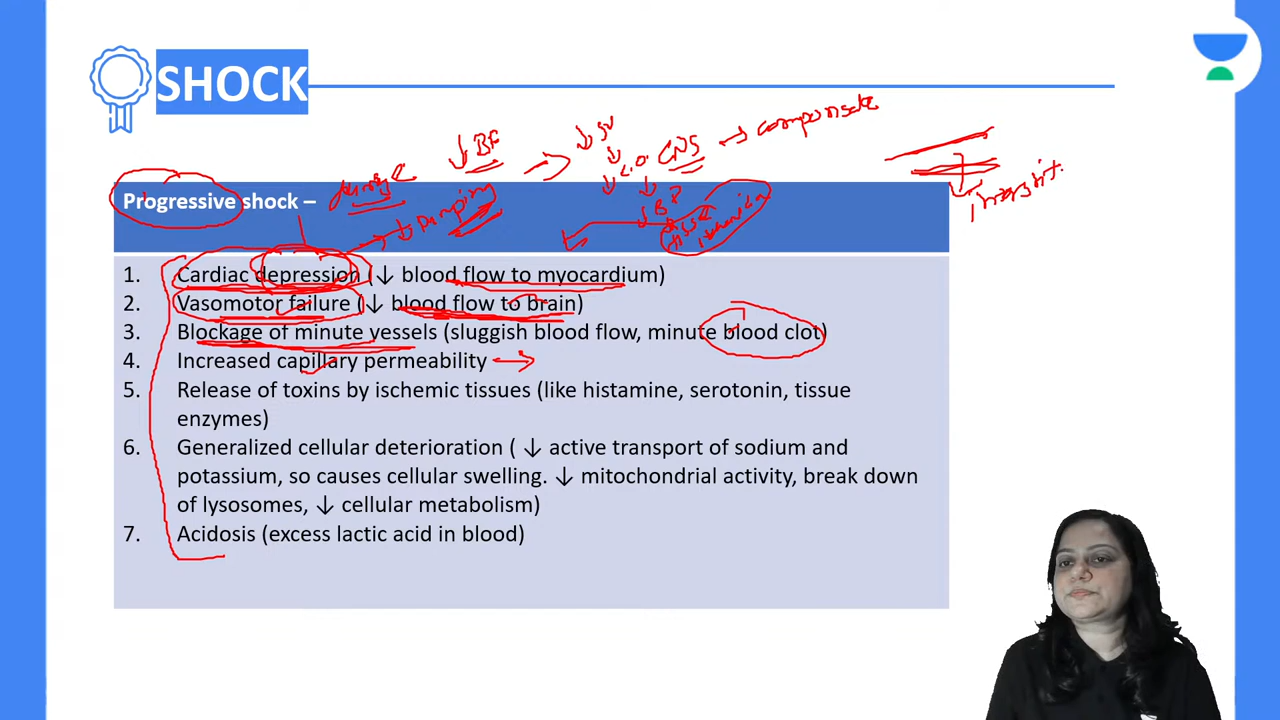 SHOCK
↓ BF
↓ SV
↓
↓ C.O.
CNS → compensate
↓ pumping
↓
↓ BP
tissue
ischemia
Progressive shock –
1. Cardiac depression (↓ blood flow to myocardium)
2. Vasomotor failure (↓ blood flow to brain)
3. Blockage of minute vessels (sluggish blood flow, minute blood clot)
4. Increased capillary permeability →
5. Release of toxins by ischemic tissues (like histamine, serotonin, tissue
enzymes)
6. Generalized cellular deterioration ( ↓ active transport of sodium and
potassium, so causes cellular swelling. ↓ mitochondrial activity, break down
of lysosomes, ↓ cellular metabolism)
7. Acidosis (excess lactic acid in blood)